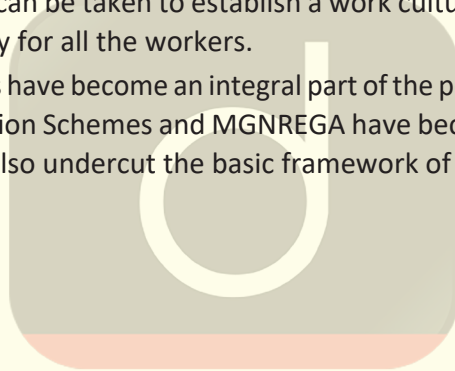 can be taken to establish a work cultu
y for all the workers.
s have become an integral part of the p
ion Schemes and MGNREGA have bec
lso undercut the basic framework of
d